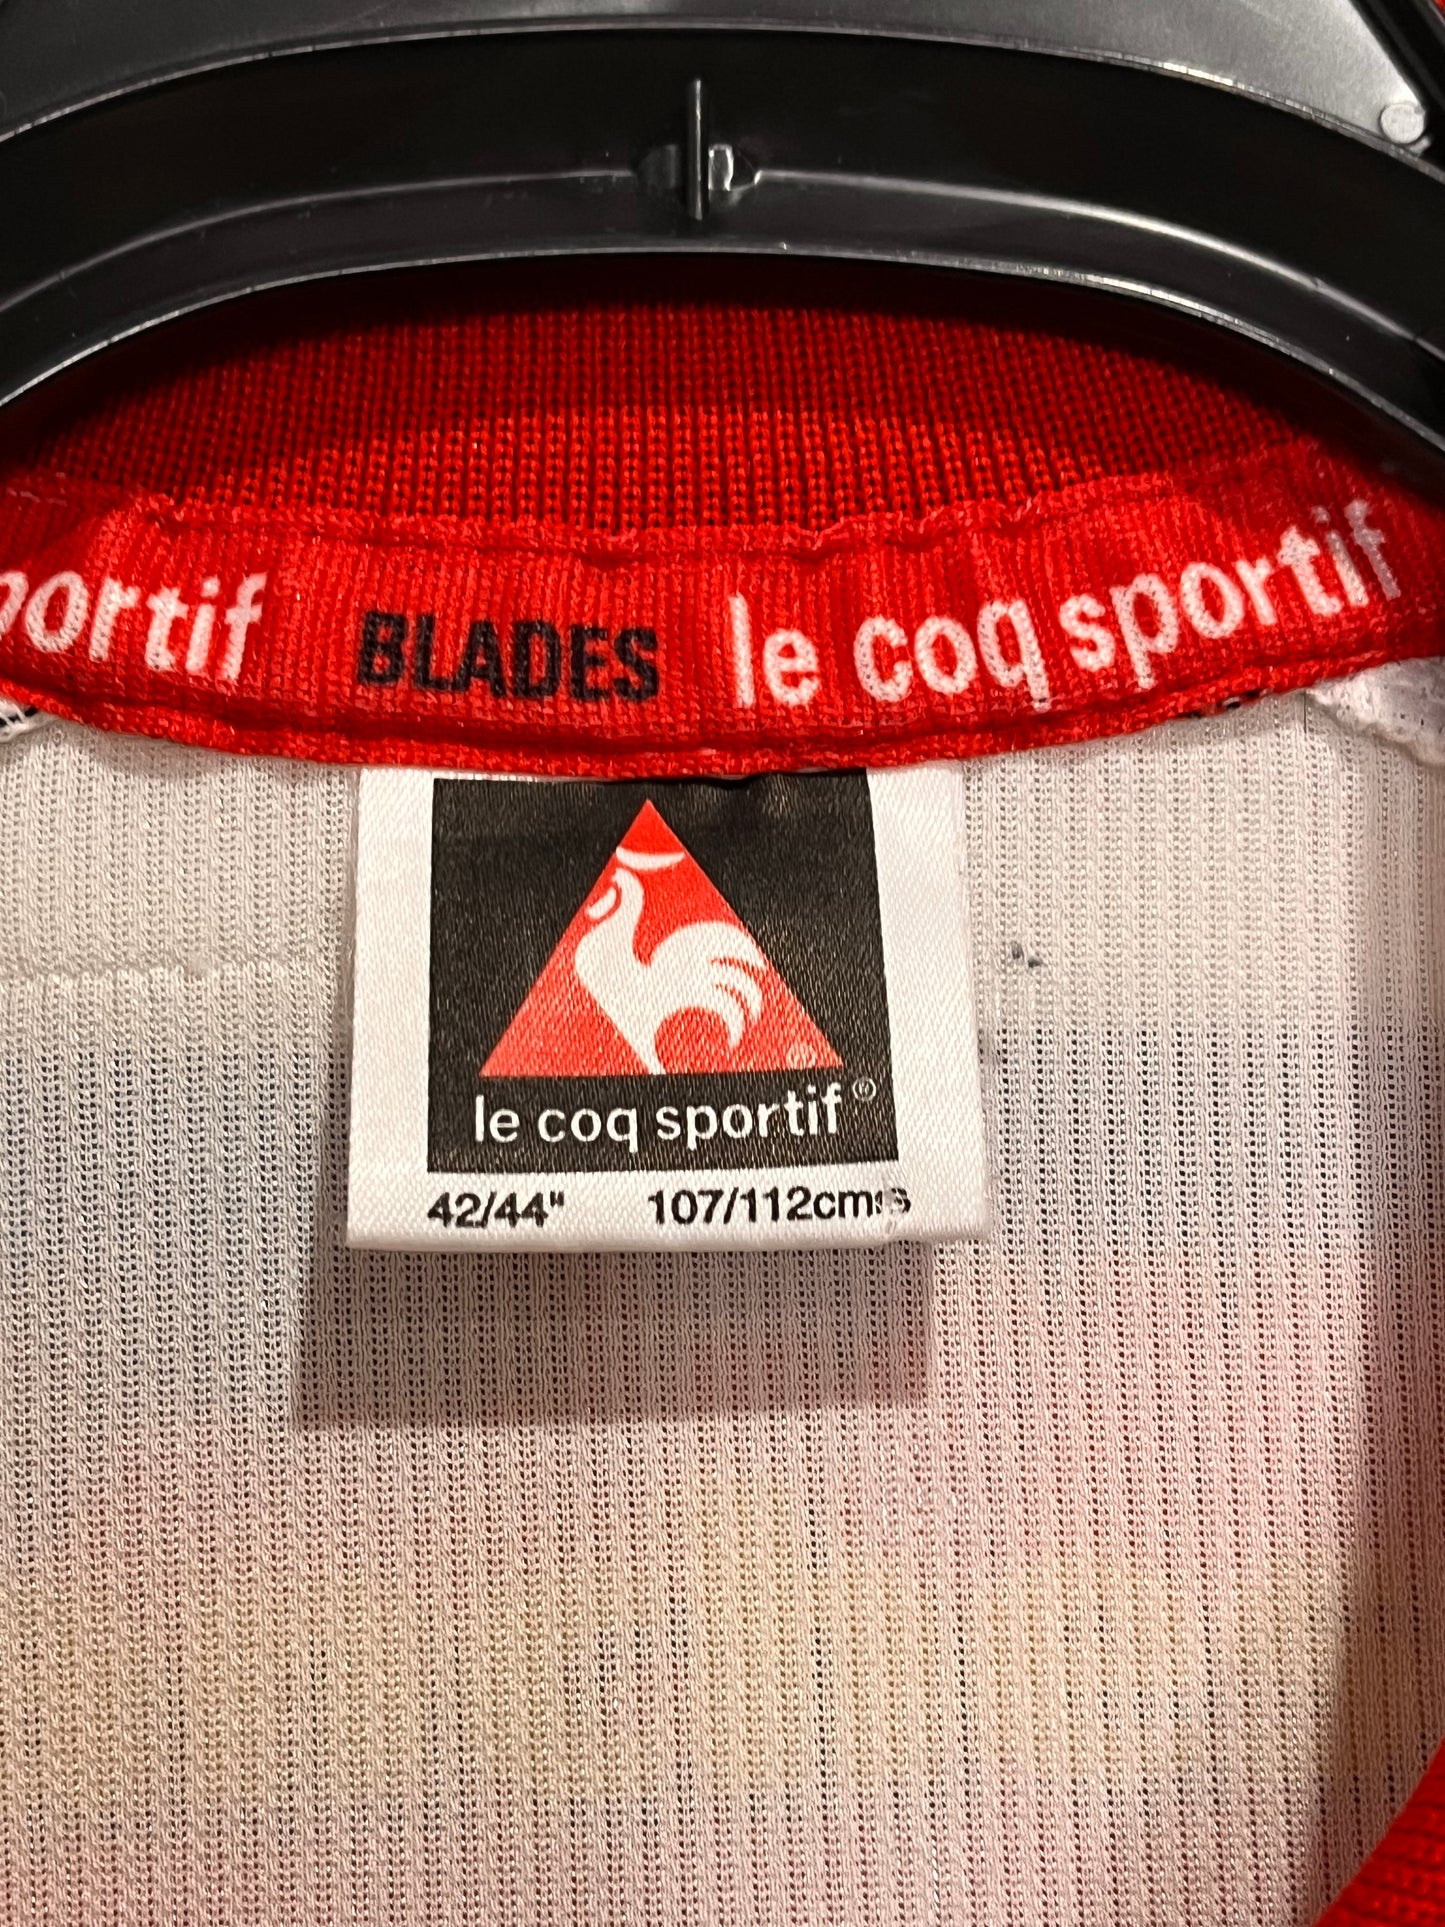 portif BLADES le coq sportif
®
le coq sportif®
42/44" 107/112cms